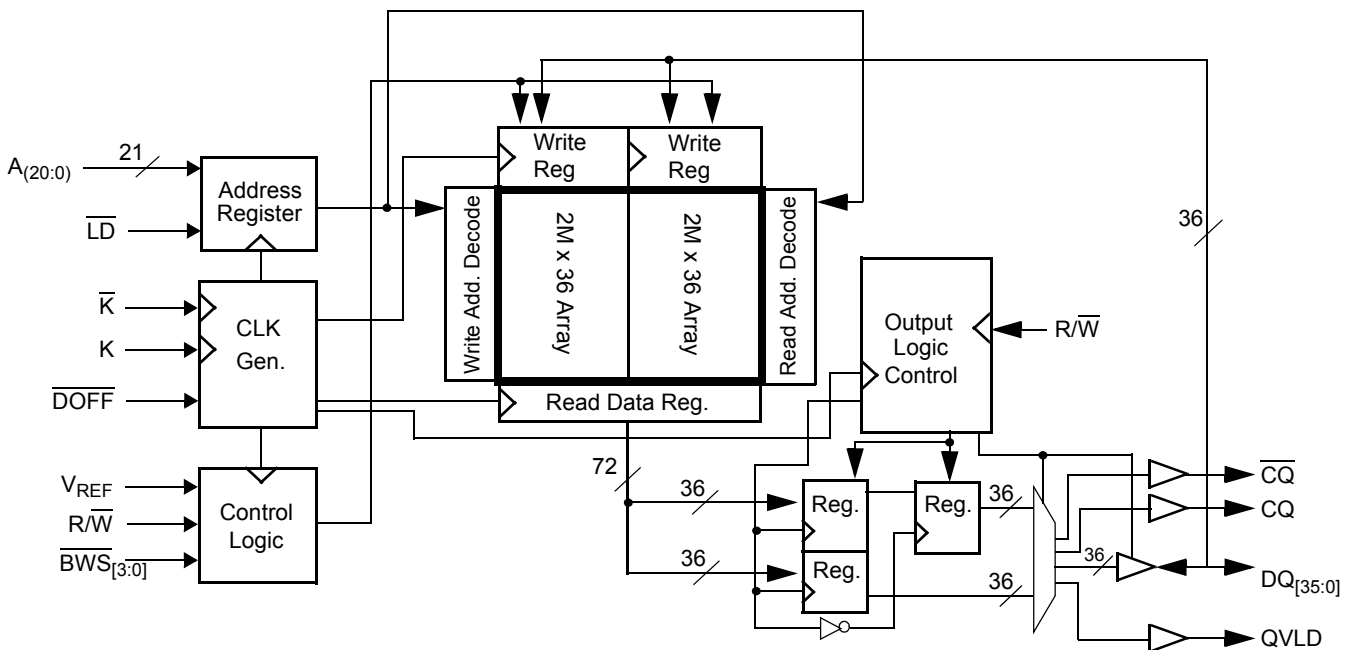 A(20:0)
21
LD
Address
Register
K
K
DOFF
CLK
Gen.
VREF
R/W
BWS[3:0]
Control
Logic
Write
Reg
Write
Reg
Write Add. Decode
2M x 36 Array
2M x 36 Array
Read Add. Decode
Read Data Reg.
72
36
36
Reg.
Reg.
Reg.
Output
Logic
Control
R/W
36
36
36
36
CQ
CQ
DQ[35:0]
QVLD